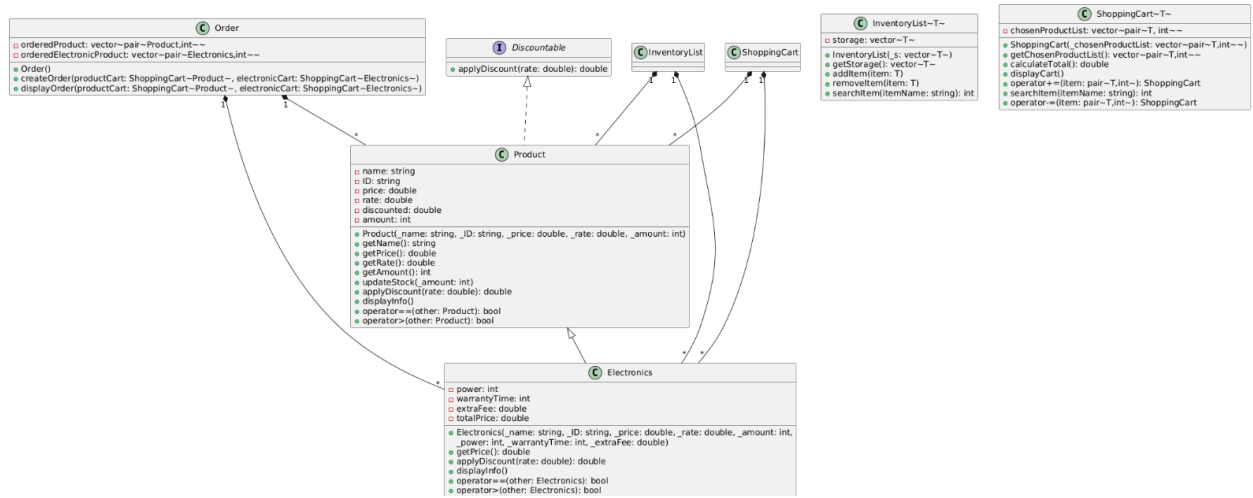 C Order
orderedProduct: vector~pair~Product,int~~
orderedElectronicProduct: vector~pair~Electronics,int~~
Order()
createOrder(productCart: ShoppingCart~Product~, electronicCart: ShoppingCart~Electronics~)
displayOrder(productCart: ShoppingCart~Product~, electronicCart: ShoppingCart~Electronics~)
1
1
*
*
I Discountable
applyDiscount(rate: double): double
C InventoryList
1
1
*
*
C ShoppingCart
1
1
*
*
C InventoryList~T~
storage: vector~T~
InventoryList(_s: vector~T~)
getStorage(): vector~T~
addItem(item: T)
removeItem(item: T)
searchItem(itemName: string): int
C ShoppingCart~T~
chosenProductList: vector~pair~T, int~~
ShoppingCart(_chosenProductList: vector~pair~T,int~~)
getChosenProductList(): vector~pair~T,int~~
calculateTotal(): double
displayCart()
operator+=(item: pair~T,int~): ShoppingCart
searchItem(itemName: string): int
operator-=(item: pair~T,int~): ShoppingCart
C Product
name: string
ID: string
price: double
rate: double
discounted: double
amount: int
Product(_name: string, _ID: string, _price: double, _rate: double, _amount: int)
getName(): string
getPrice(): double
getRate(): double
getAmount(): int
updateStock(_amount: int)
applyDiscount(rate: double): double
displayInfo()
operator==(other: Product): bool
operator>(other: Product): bool
C Electronics
power: int
warrantyTime: int
extraFee: double
totalPrice: double
Electronics(_name: string, _ID: string, _price: double, _rate: double, _amount: int,
_power: int, _warrantyTime: int, _extraFee: double)
getPrice(): double
applyDiscount(rate: double): double
displayInfo()
operator==(other: Electronics): bool
operator>(other: Electronics): bool